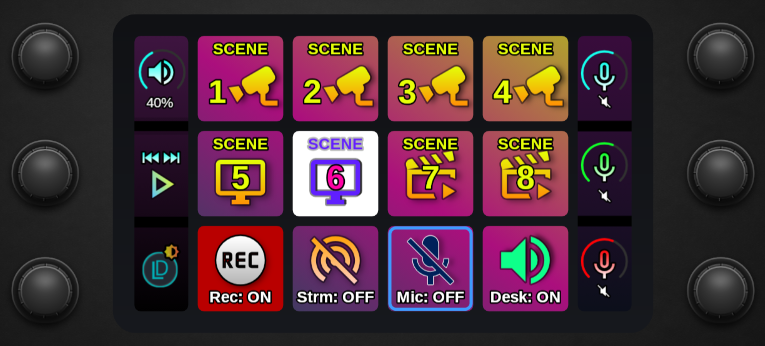 SCENE SCENE SCENE SCENE
1 2 3 4
40%
SCENE SCENE SCENE SCENE
5 6 7 8
LD
REC
Rec: ON Strm: OFF Mic: OFF Desk: ON